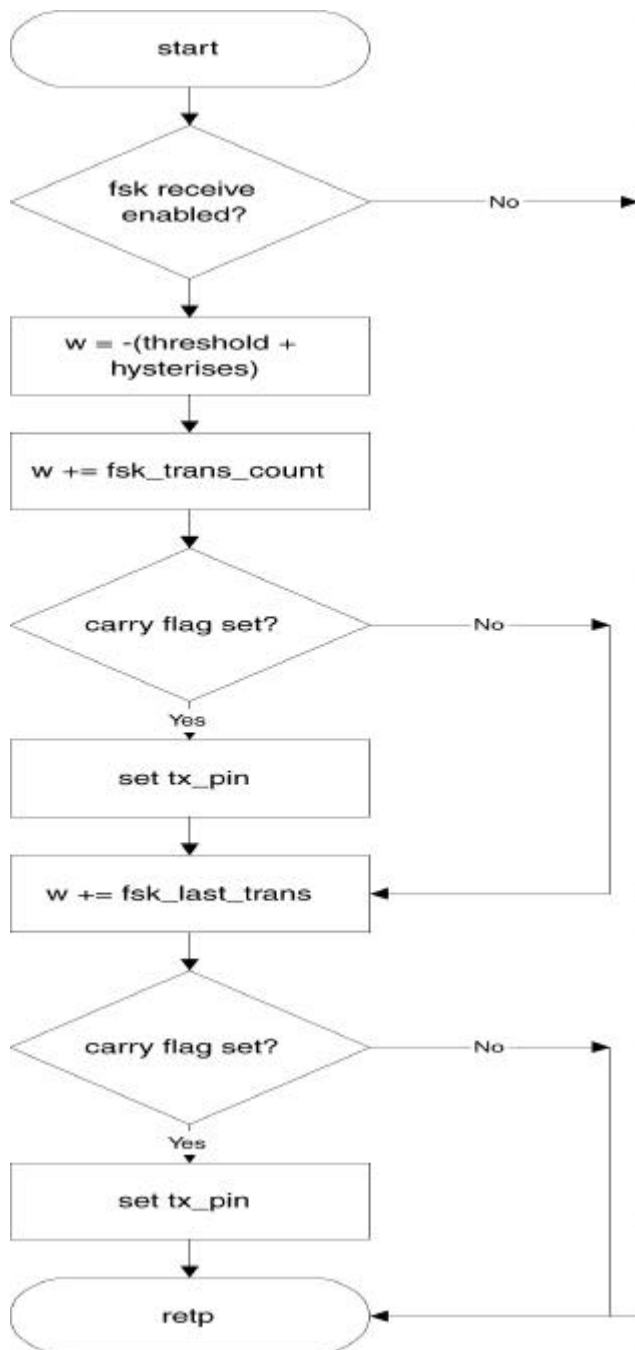 start
fsk receive
enabled?
No
w = -(threshold +
hysterises)
w += fsk_trans_count
carry flag set?
No
Yes
set tx_pin
w += fsk_last_trans
carry flag set?
No
Yes
set tx_pin
retp